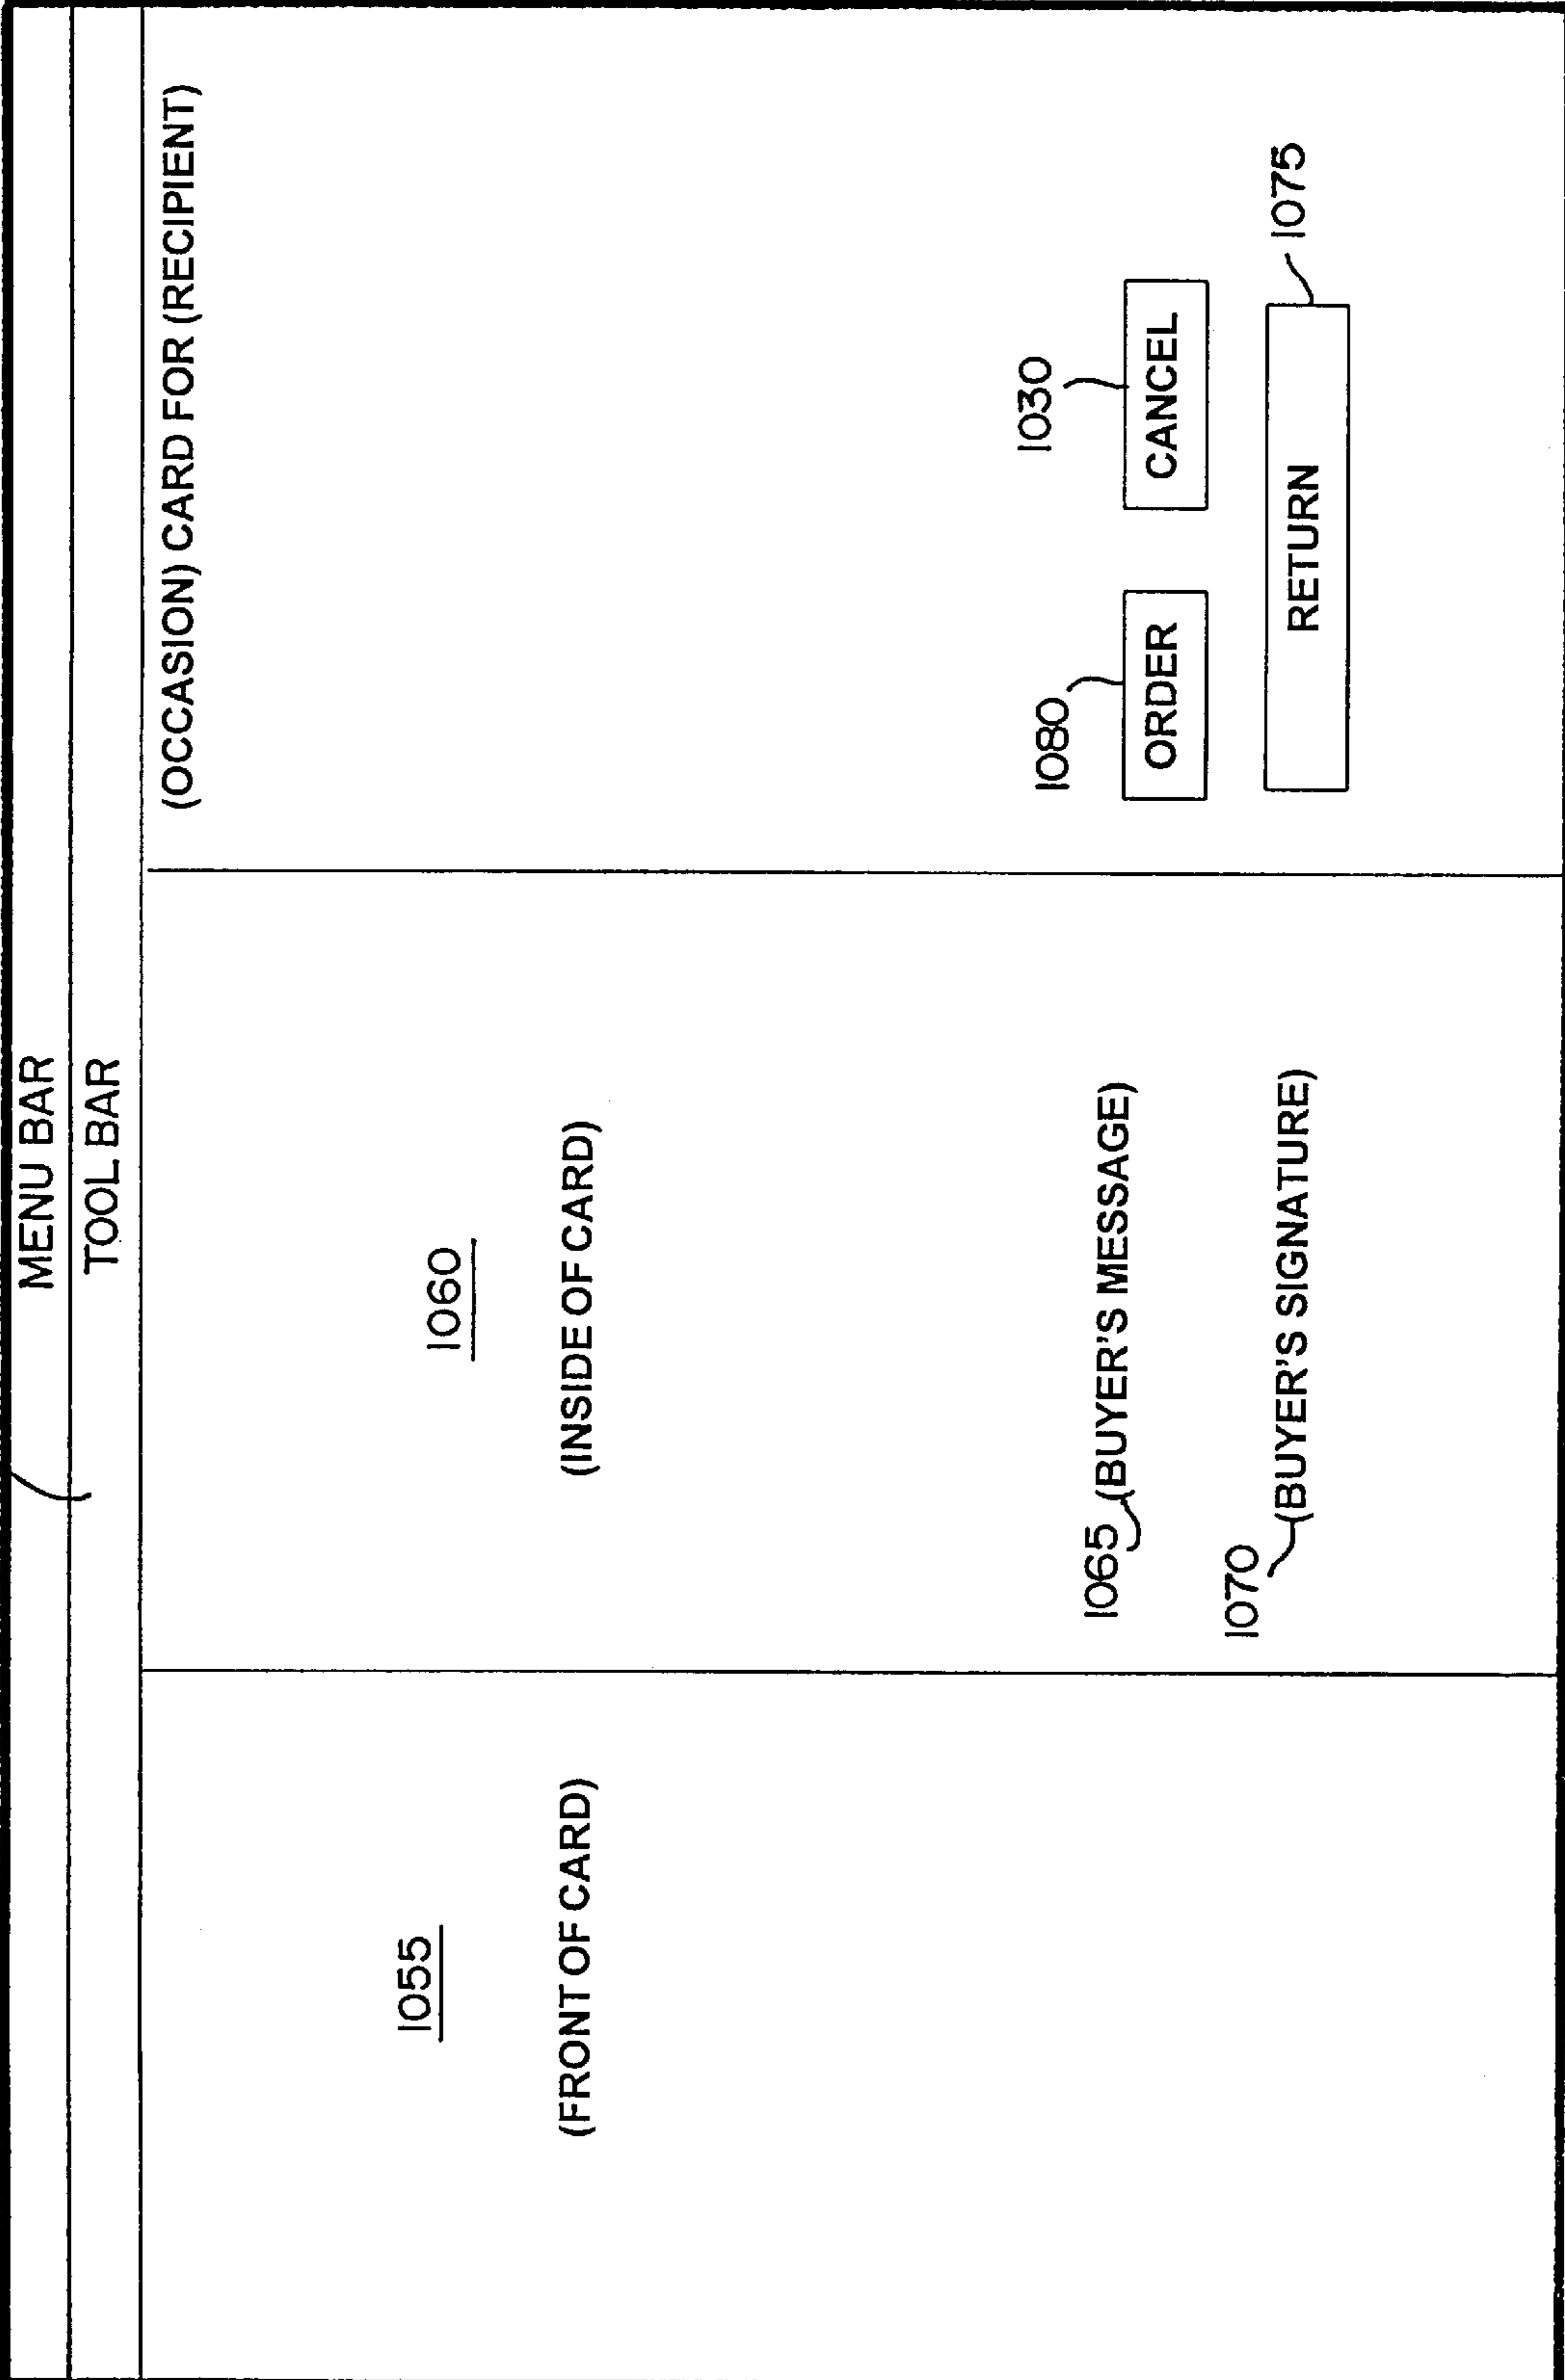 MENU BAR
TOOL BAR
1055
(FRONT OF CARD)
1060
(INSIDE OF CARD)
1065 (BUYER'S MESSAGE)
1070 (BUYER'S SIGNATURE)
(OCCASION) CARD FOR (RECIPIENT)
1080
1030
ORDER
CANCEL
RETURN
1075